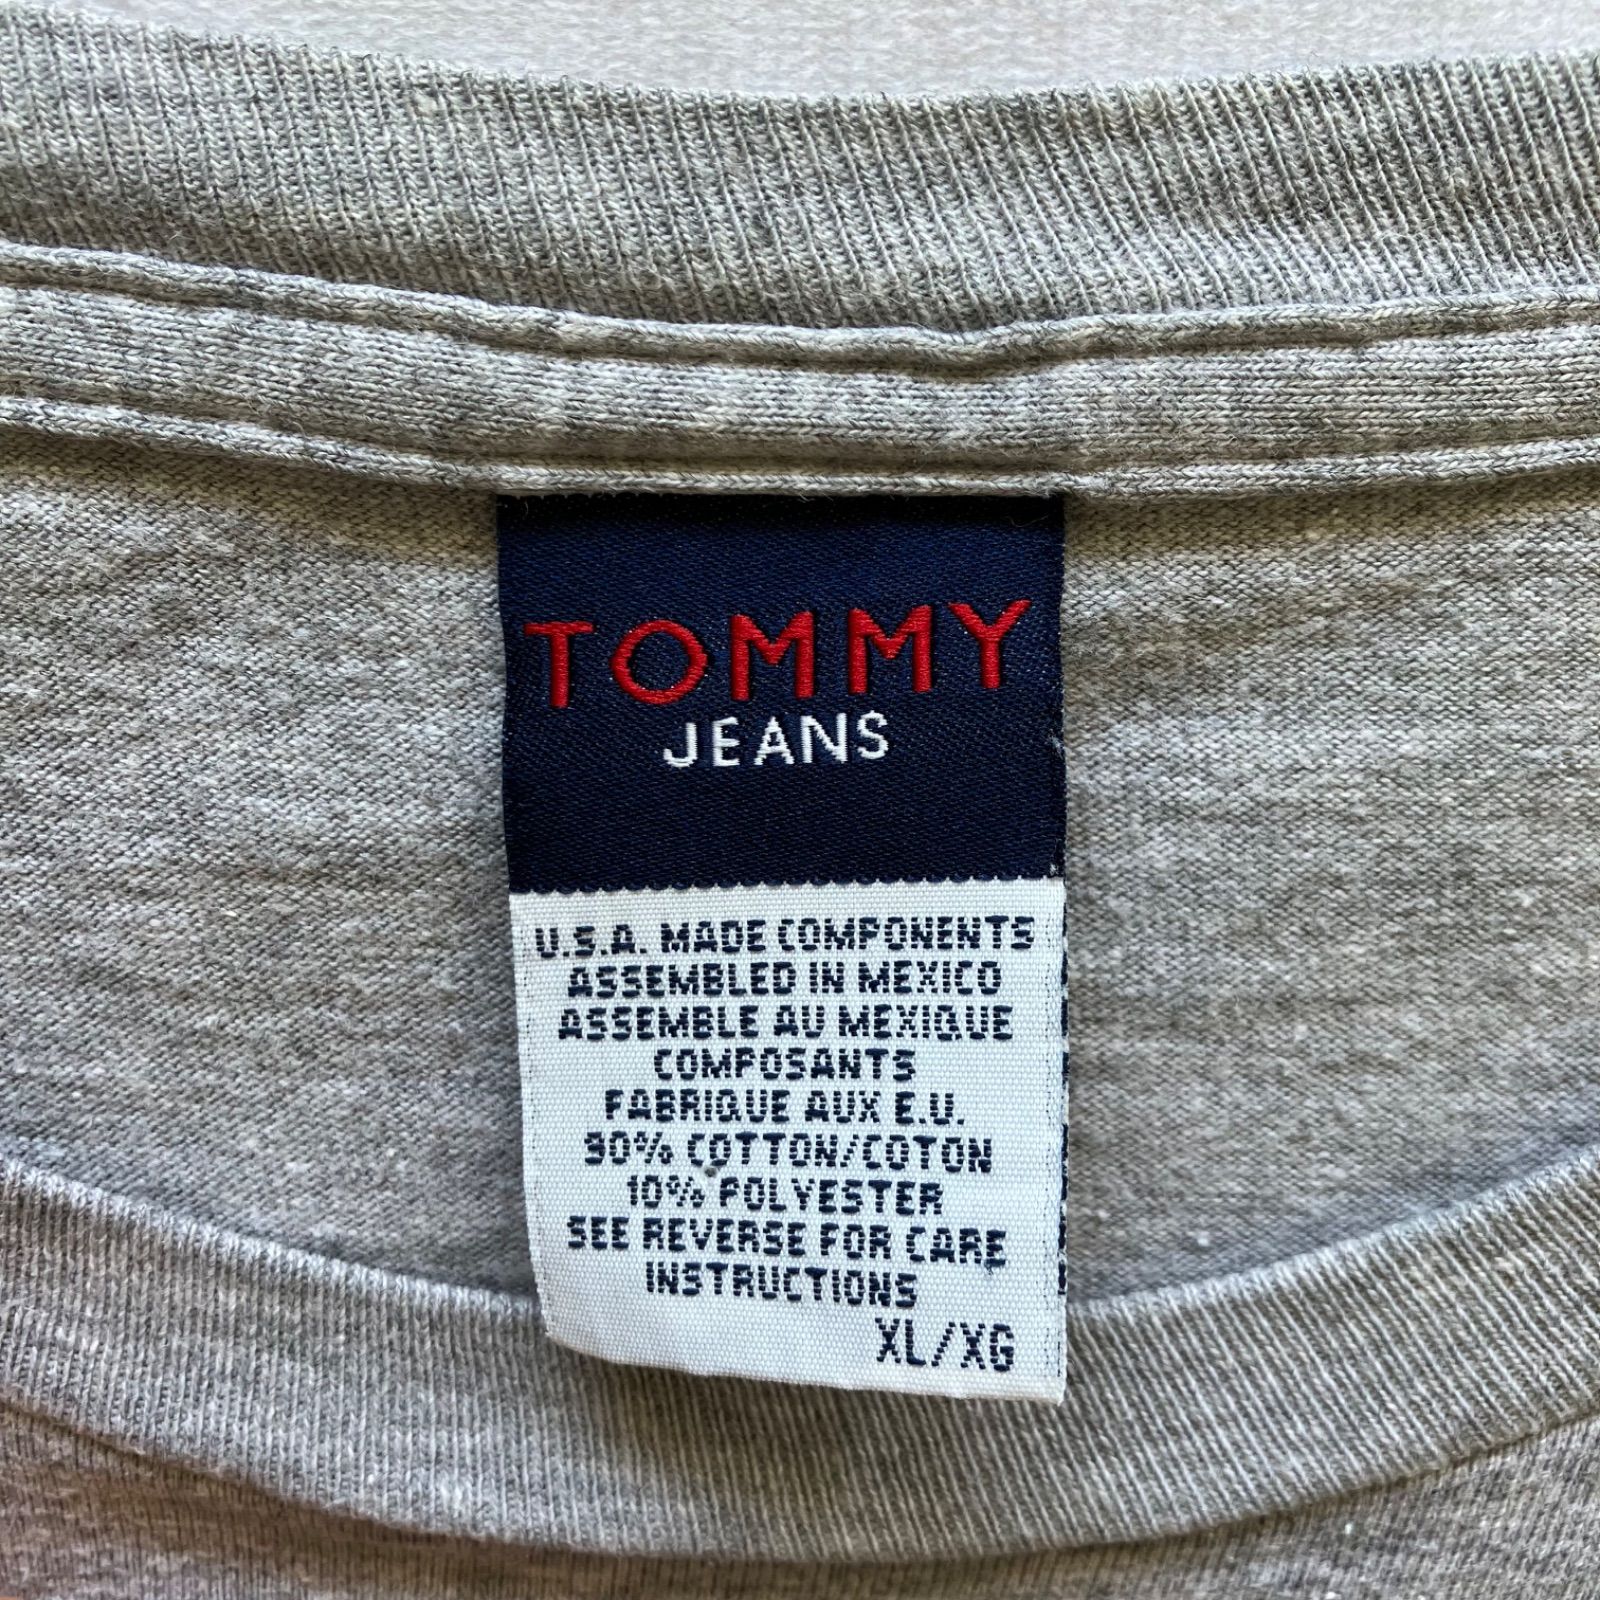 TOMMY
JEANS
U.S.A. MADE COMPONENTS
ASSEMBLED IN MEXICO
ASSEMBLE AU MEXIQUE
COMPOSANTS
FABRIQUE AUX E.U.
90% COTTON/COTON
10% POLYESTER
SEE REVERSE FOR CARE
INSTRUCTIONS
XL/XG